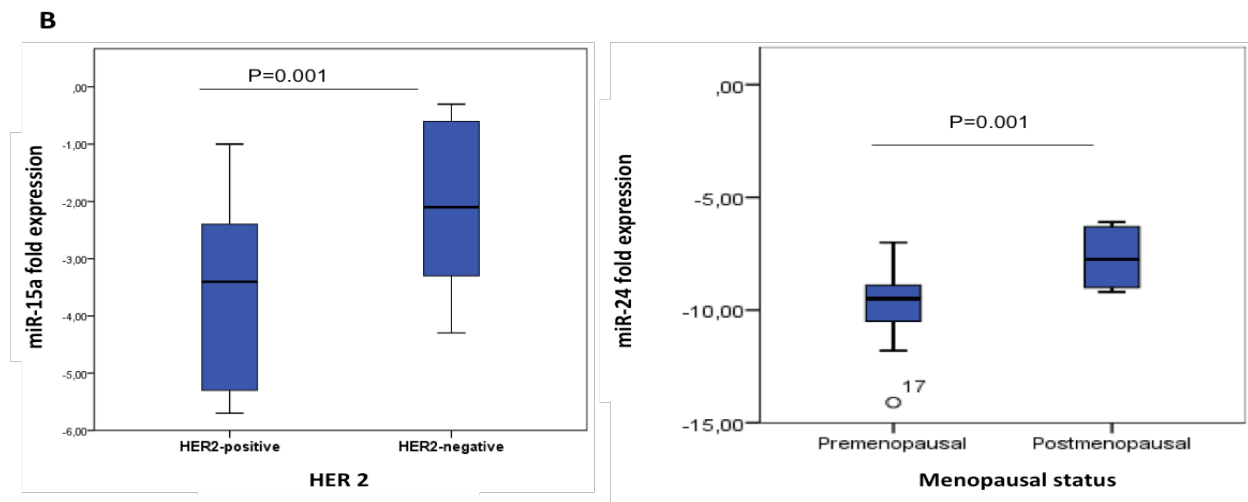 B
P=0.001
,00
-1,00
-2,00
-3,00
-4,00
-5,00
-6,00
miR-15a fold expression
HER2-positive
HER2-negative
HER 2
P=0.001
,00
-5,00
-10,00
-15,00
miR-24 fold expression
17
Premenopausal
Postmenopausal
Menopausal status